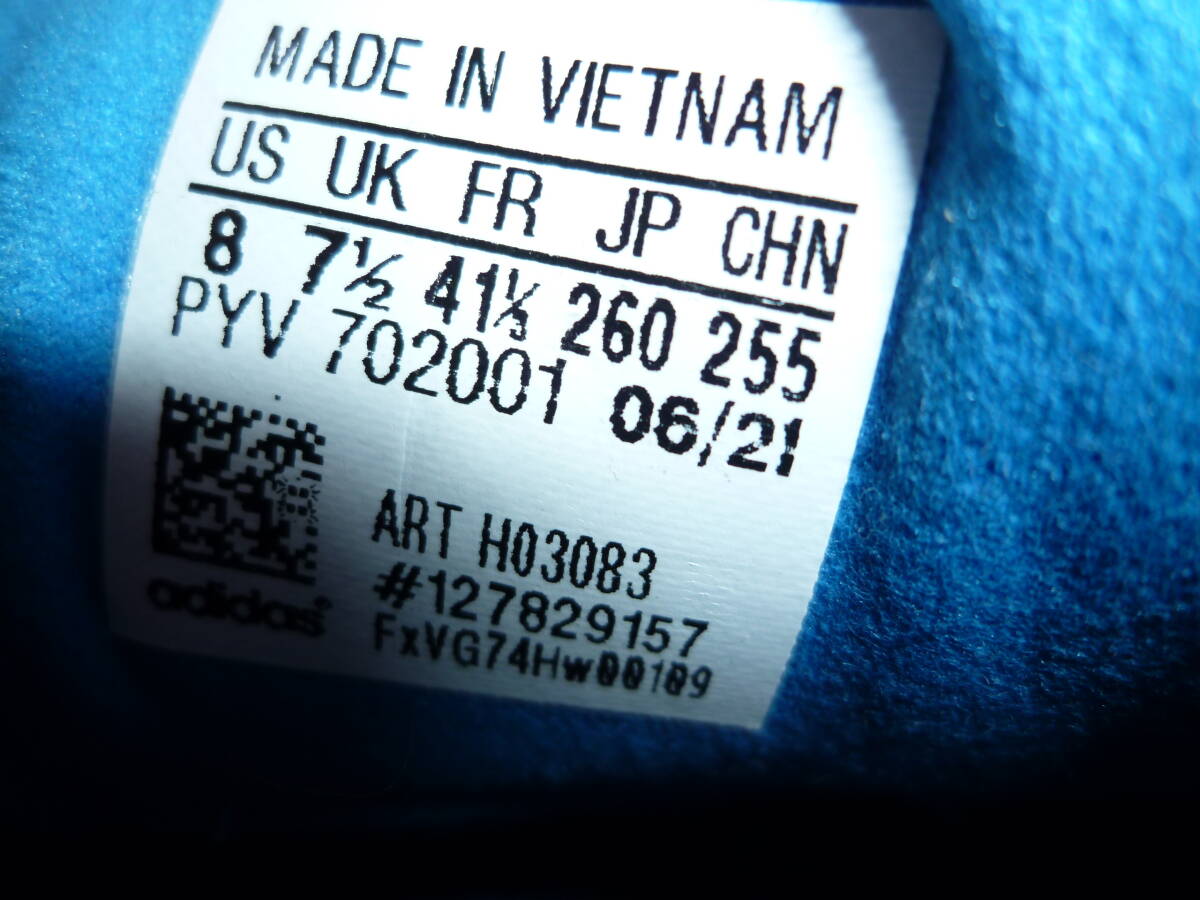 MADE IN VIETNAM
US UK FR JP CHN
8 7½ 41⅓ 260 255
PYV 702001 06/21
ART H03083
#127829157
FxVG74Hw00109
adidas®